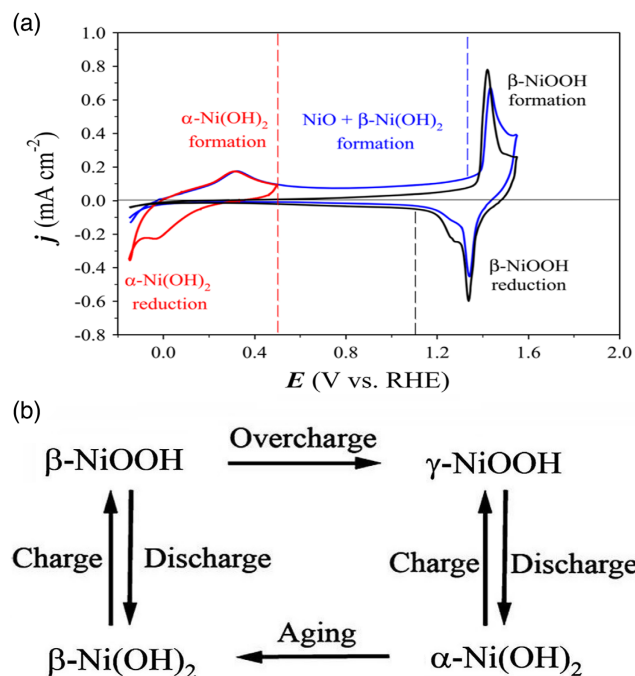 (a)
1.0
0.8
0.6
0.4
0.2
0.0
-0.2
-0.4
-0.6
-0.8
j (mA cm⁻²)
α-Ni(OH)₂
formation
NiO + β-Ni(OH)₂
formation
β-NiOOH
formation
α-Ni(OH)₂
reduction
β-NiOOH
reduction
0.0 0.4 0.8 1.2 1.6 2.0
E (V vs. RHE)
(b)
β-NiOOH Overcharge γ-NiOOH
Charge Discharge Charge Discharge
β-Ni(OH)₂ Aging α-Ni(OH)₂